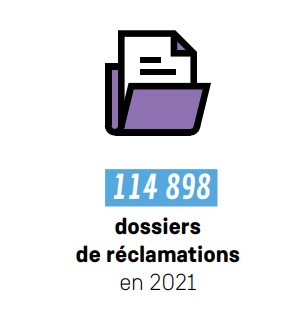 114 898
dossiers
de réclamations
en 2021